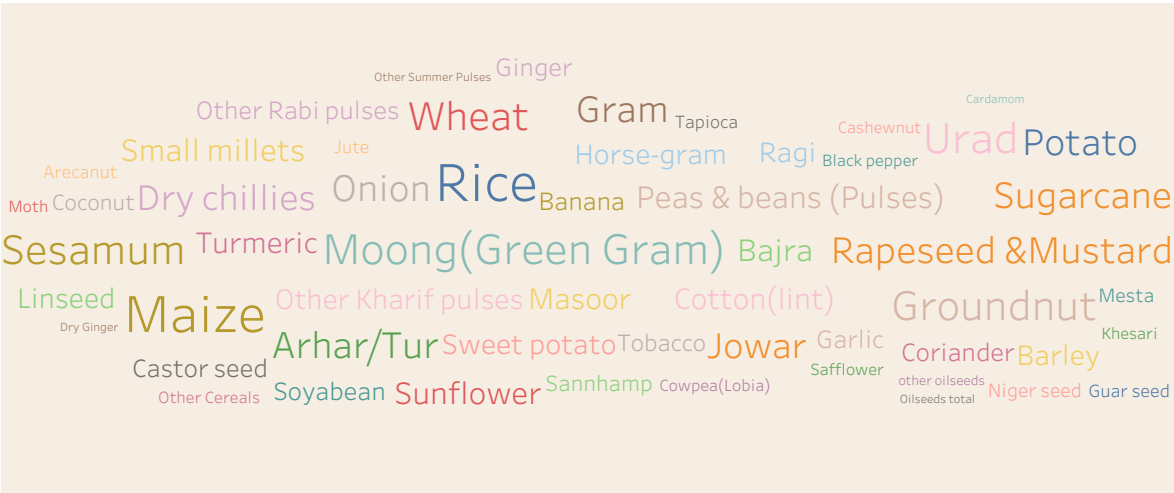 Ginger
Other Summer Pulses
Cardamom
Other Rabi pulses
Wheat
Gram
Tapioca
Cashewnut
Urad
Potato
Small millets
Jute
Horse-gram
Ragi
Black pepper
Arecanut
Moth
Coconut
Dry chillies
Onion
Rice
Banana
Peas & beans (Pulses)
Sugarcane
Sesamum
Turmeric
Moong(Green Gram)
Bajra
Rapeseed &Mustard
Linseed
Maize
Other Kharif pulses
Masoor
Cotton(lint)
Groundnut
Mesta
Dry Ginger
Khesari
Arhar/Tur
Sweet potato
Tobacco
Jowar
Garlic
Coriander
Barley
Castor seed
Safflower
other oilseeds
Other Cereals
Soyabean
Sunflower
Sannhamp
Cowpea(Lobia)
Oilseeds total
Niger seed
Guar seed